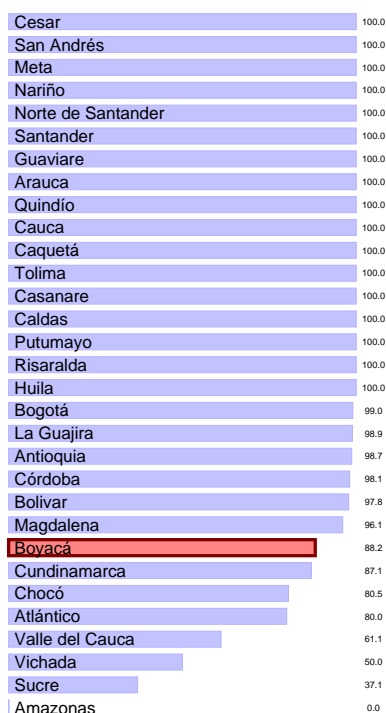 Cesar 100.0
San Andrés 100.0
Meta 100.0
Nariño 100.0
Norte de Santander 100.0
Santander 100.0
Guaviare 100.0
Arauca 100.0
Quindío 100.0
Cauca 100.0
Caquetá 100.0
Tolima 100.0
Casanare 100.0
Caldas 100.0
Putumayo 100.0
Risaralda 100.0
Huila 100.0
Bogotá 99.0
La Guajira 98.9
Antioquia 98.7
Córdoba 98.1
Bolivar 97.8
Magdalena 96.1
Boyacá 88.2
Cundinamarca 87.1
Chocó 80.5
Atlántico 80.0
Valle del Cauca 61.1
Vichada 50.0
Sucre 37.1
Amazonas 0.0